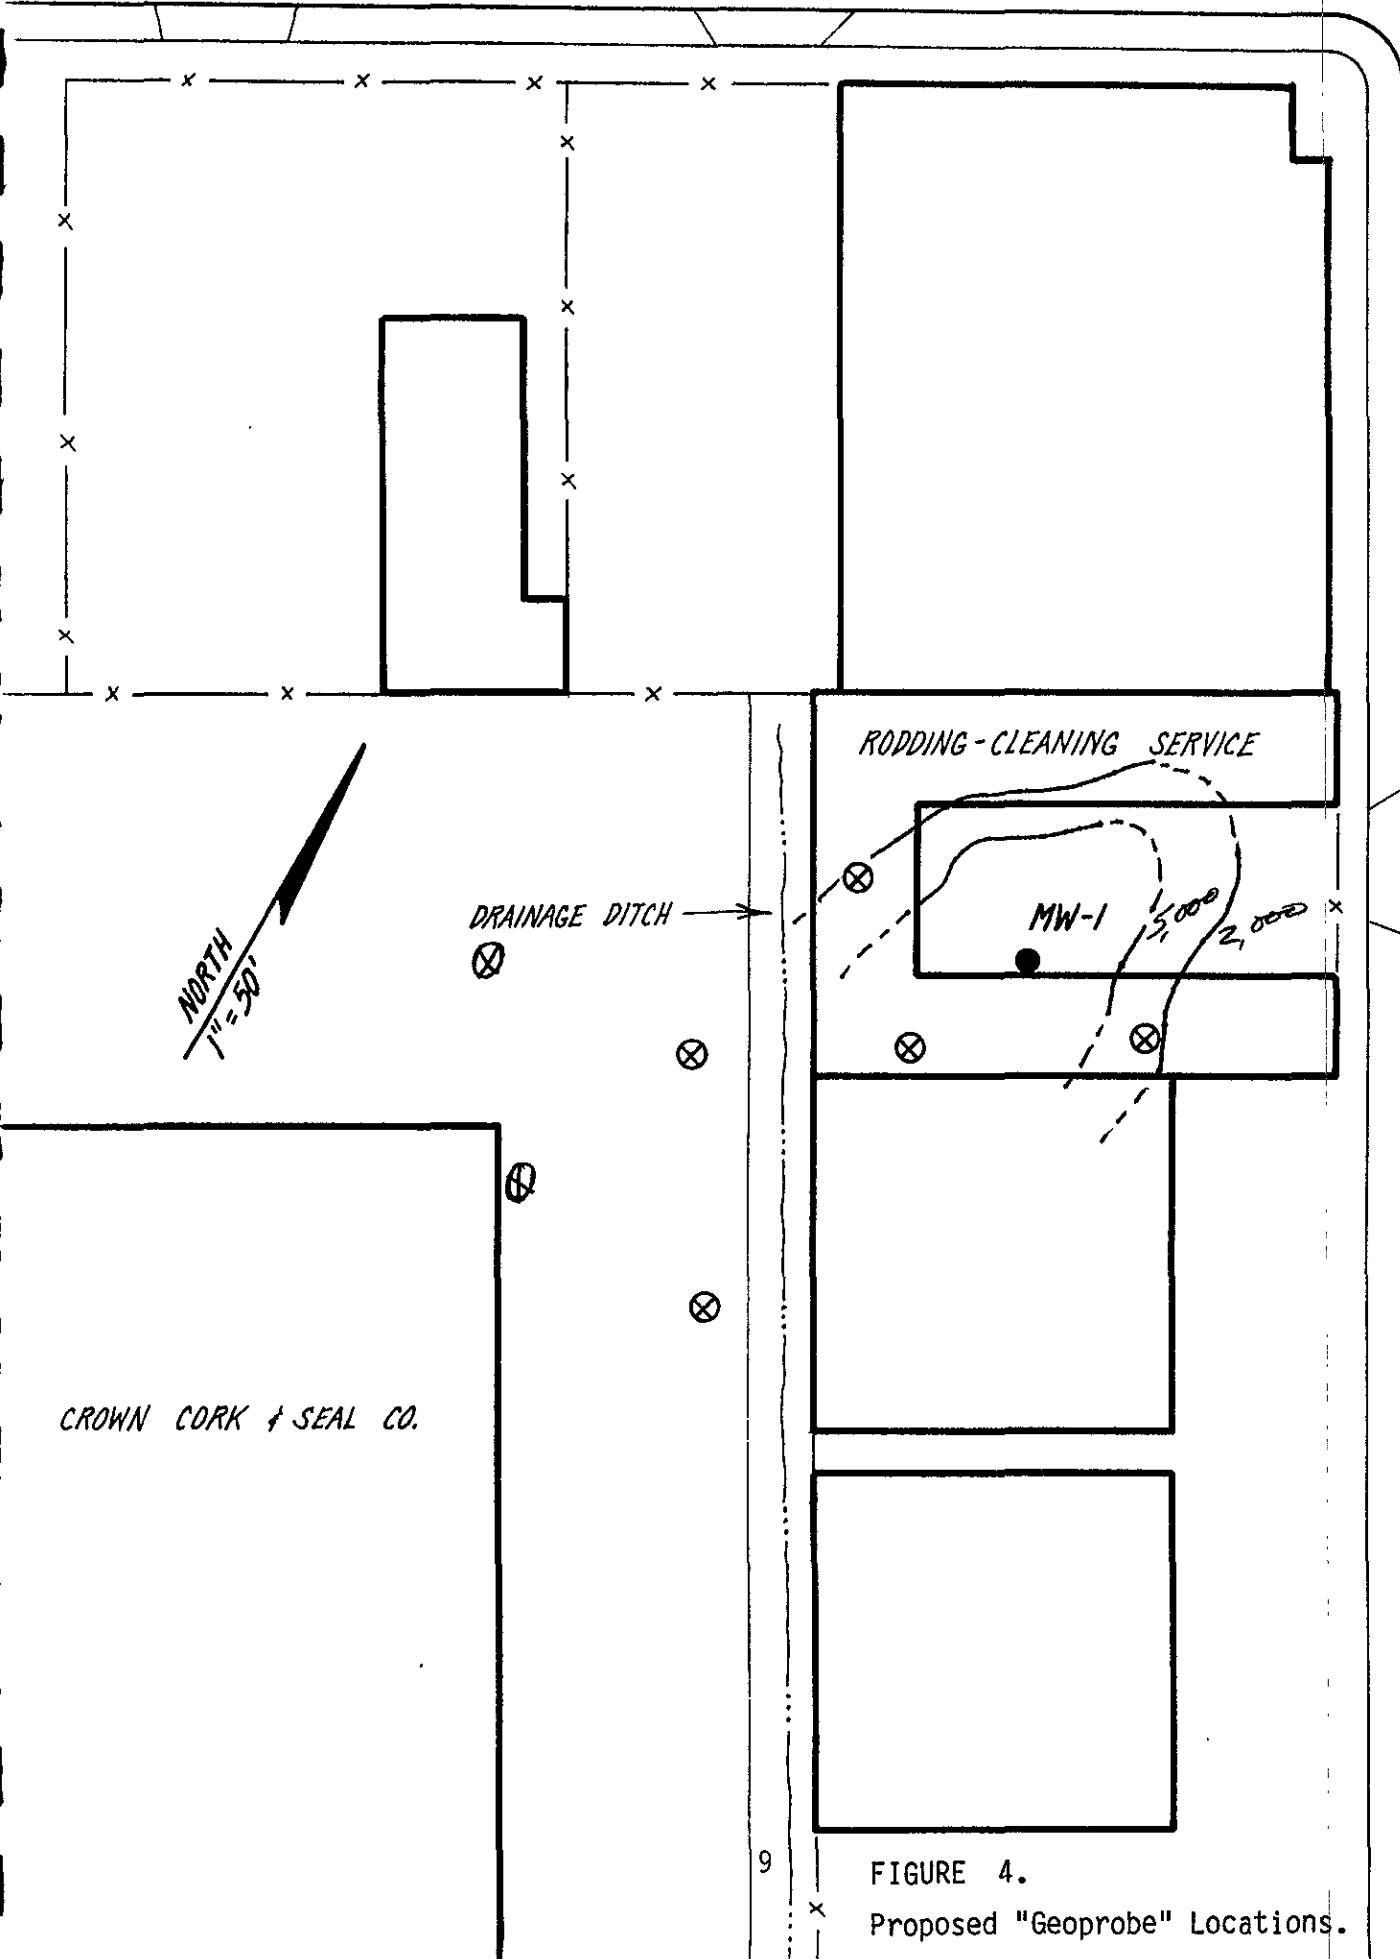 RODDING-CLEANING SERVICE
DRAINAGE DITCH
MW-1
5,000
2,000
NORTH
1"=50'
CROWN CORK & SEAL CO.
9
FIGURE 4.
Proposed "Geoprobe" Locations.